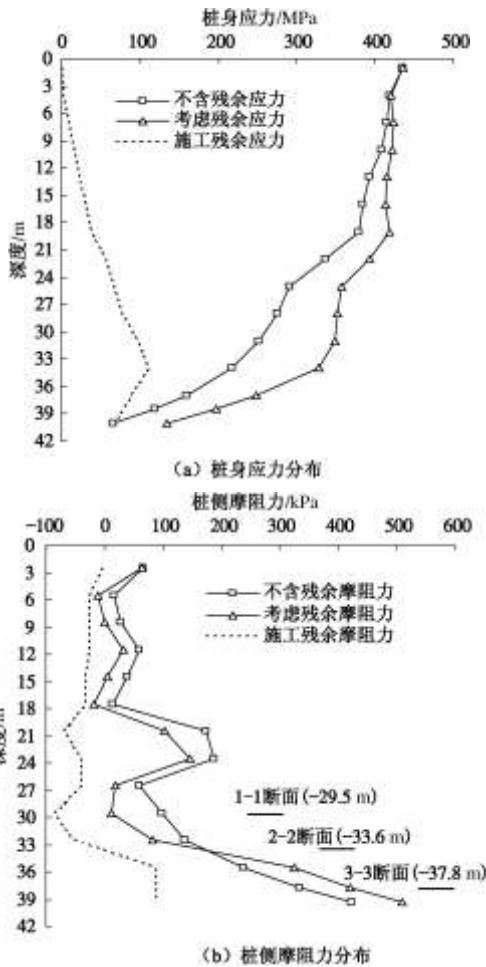 桩身应力/MPa
0 100 200 300 400 500
不含残余应力
考虑残余应力
施工残余应力
深度/m
0
3
6
9
12
15
18
21
24
27
30
33
36
39
42
(a) 桩身应力分布
桩侧摩阻力/kPa
-100 0 100 200 300 400 500 600
不含残余摩阻力
考虑残余摩阻力
施工残余摩阻力
深度/m
0
3
6
9
12
15
18
21
24
27
30
33
36
39
42
1-1断面(-29.5 m)
2-2断面(-33.6 m)
3-3断面(-37.8 m)
(b) 桩侧摩阻力分布